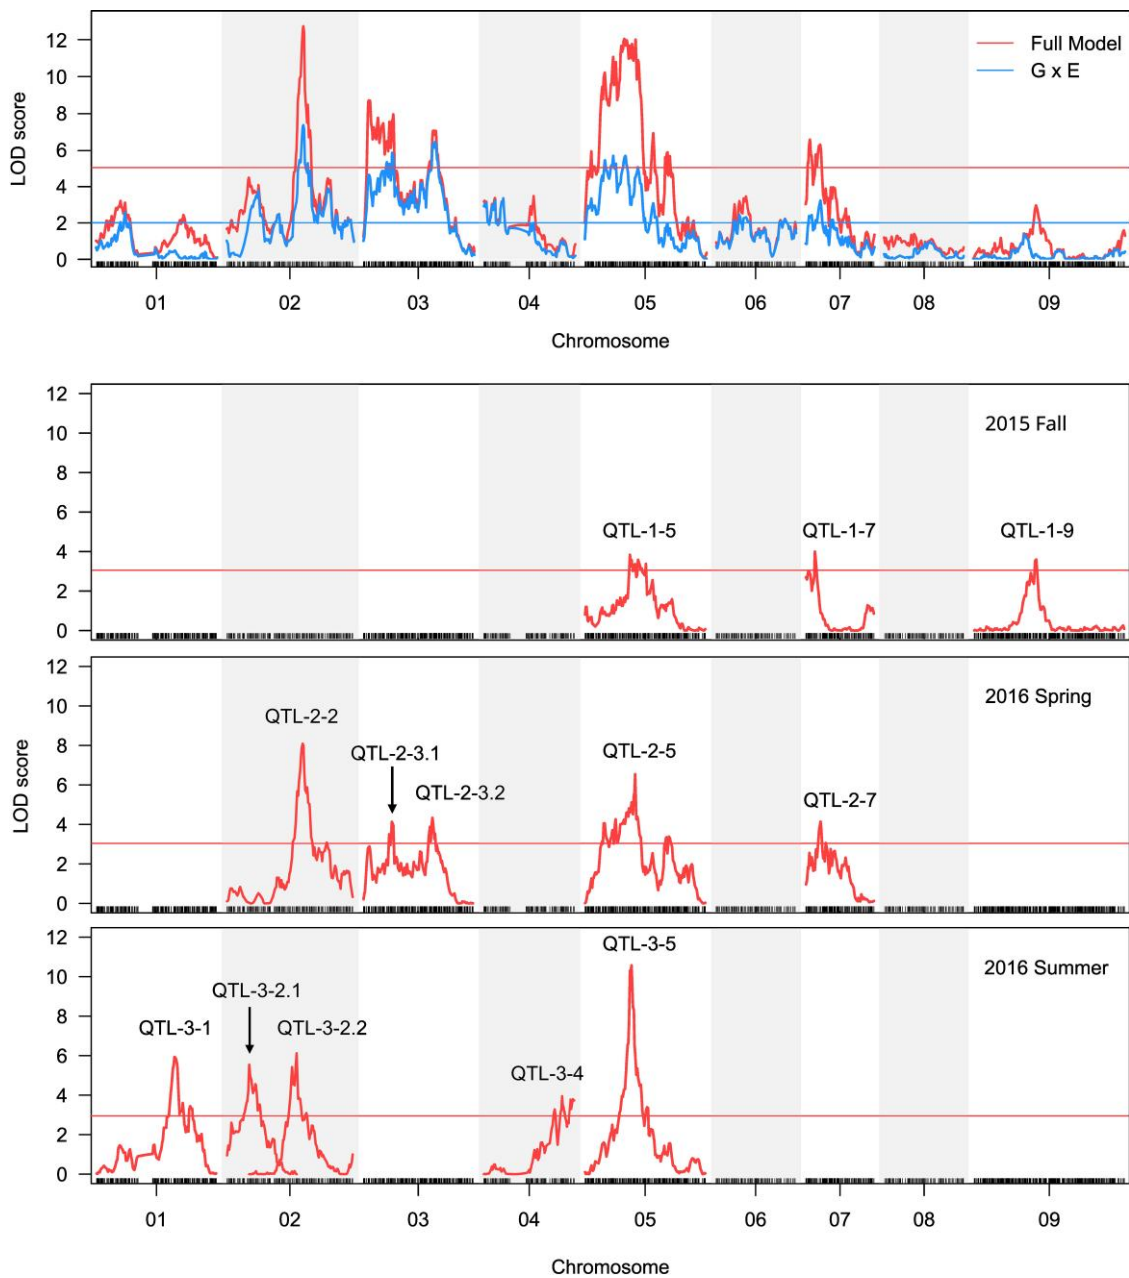 12
10
8
6
4
2
0
LOD score
Full Model
G x E
01 02 03 04 05 06 07 08 09
Chromosome
12
10
8
6
4
2
0
2015 Fall
QTL-1-5 QTL-1-7 QTL-1-9
12
10
8
6
4
2
0
LOD score
2016 Spring
QTL-2-2
QTL-2-3.1
QTL-2-3.2
QTL-2-5
QTL-2-7
12
10
8
6
4
2
0
2016 Summer
QTL-3-5
QTL-3-2.1
QTL-3-1
QTL-3-2.2
QTL-3-4
01 02 03 04 05 06 07 08 09
Chromosome